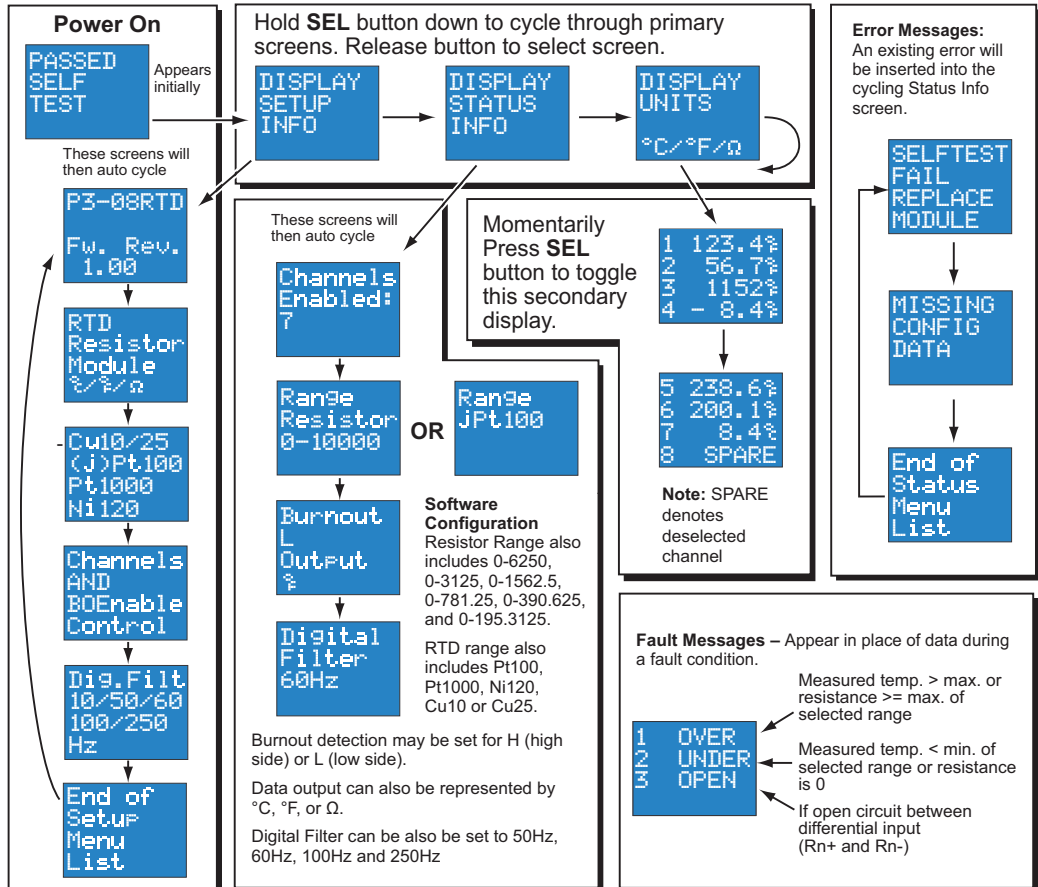 Power On
PASSED
SELF
TEST
Appears
initially
These screens will
then auto cycle
P3-08RTD
Fw. Rev.
1.00
RTD
Resistor
Module
°C/°F/Ω
-Cu10/25
(j)Pt100
Pt1000
Ni120
Channels
AND
BOEnable
Control
Dig.Filt
10/50/60
100/250
Hz
End of
Setup
Menu
List
Hold SEL button down to cycle through primary
screens. Release button to select screen.
DISPLAY
SETUP
INFO
DISPLAY
STATUS
INFO
DISPLAY
UNITS
°C/°F/Ω
These screens will
then auto cycle
Channels
Enabled:
7
Range
Resistor
0-10000
OR
Range
jPt100
Burnout
L
Output
°F
Digital
Filter
60Hz
Software
Configuration
Resistor Range also
includes 0-6250,
0-3125, 0-1562.5,
0-781.25, 0-390.625,
and 0-195.3125.
RTD range also
includes Pt100,
Pt1000, Ni120,
Cu10 or Cu25.
Burnout detection may be set for H (high
side) or L (low side).
Data output can also be represented by
°C, °F, or Ω.
Digital Filter can be also be set to 50Hz,
60Hz, 100Hz and 250Hz
Momentarily
Press SEL
button to toggle
this secondary
display.
1 123.4°F
2 56.7°F
3 1152°F
4 - 8.4°F
5 238.6°F
6 200.1°F
7 8.4°F
8 SPARE
Note: SPARE
denotes
deselected
channel
Error Messages:
An existing error will
be inserted into the
cycling Status Info
screen.
SELFTEST
FAIL
REPLACE
MODULE
MISSING
CONFIG
DATA
End of
Status
Menu
List
Fault Messages – Appear in place of data during
a fault condition.
1 OVER
2 UNDER
3 OPEN
Measured temp. > max. or
resistance >= max. of
selected range
Measured temp. < min. of
selected range or resistance
is 0
If open circuit between
differential input
(Rn+ and Rn-)